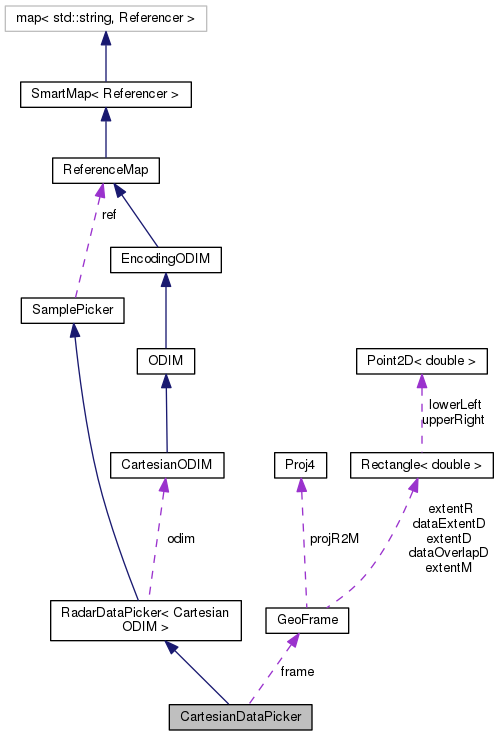 map< std::string, Referencer >
SmartMap< Referencer >
ReferenceMap
ref
EncodingODIM
SamplePicker
ODIM
Point2D< double >
lowerLeft
upperRight
CartesianODIM
Proj4
Rectangle< double >
odim
projR2M
extentR
dataExtentD
extentD
dataOverlapD
extentM
RadarDataPicker< Cartesian
ODIM >
GeoFrame
frame
CartesianDataPicker